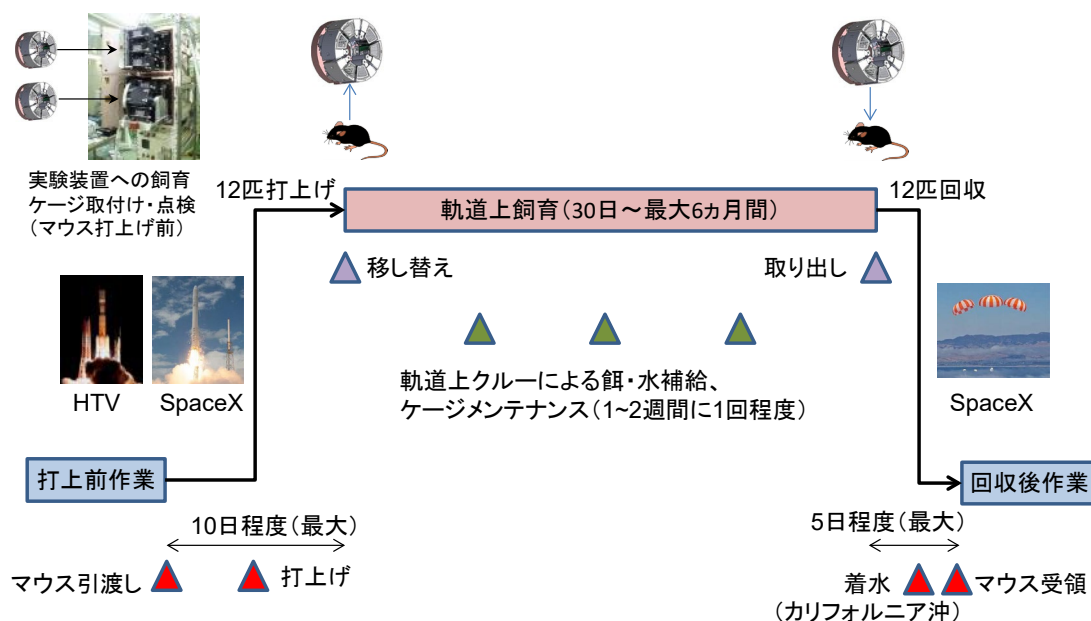 実験装置への飼育
ケージ取付け・点検
(マウス打上げ前)
12匹打上げ
軌道上飼育(30日～最大6ヵ月間)
12匹回収
移し替え
取り出し
軌道上クルーによる餌・水補給、
ケージメンテナンス(1~2週間に1回程度)
HTV
SpaceX
SpaceX
打上前作業
回収後作業
10日程度(最大)
5日程度(最大)
マウス引渡し
打上げ
着水
(カリフォルニア沖)
マウス受領